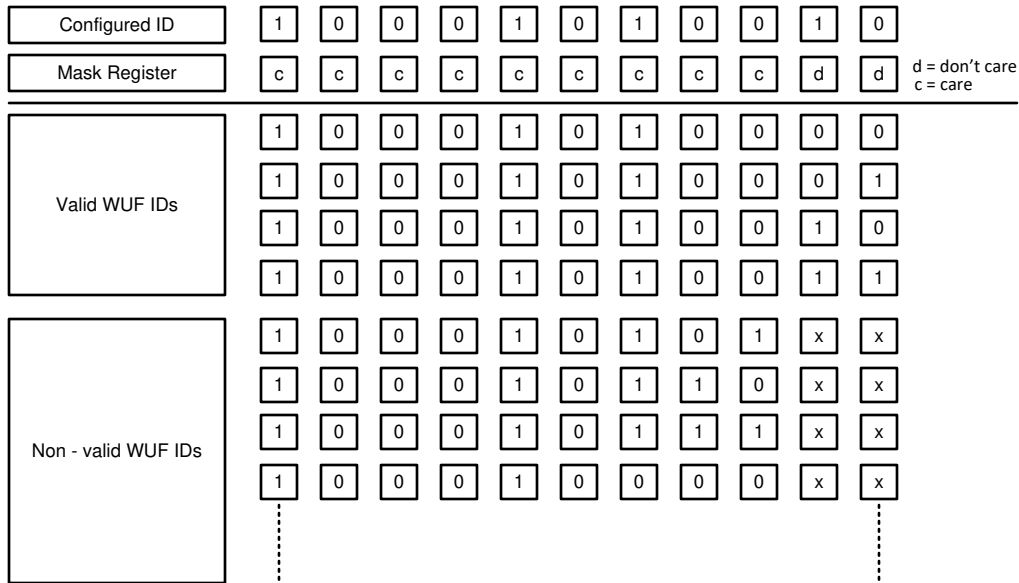 Configured ID 1 0 0 0 1 0 1 0 0 1 0
Mask Register c c c c c c c c c d d d = don't care
c = care
Valid WUF IDs
1 0 0 0 1 0 1 0 0 0 0
1 0 0 0 1 0 1 0 0 0 1
1 0 0 0 1 0 1 0 0 1 0
1 0 0 0 1 0 1 0 0 1 1
Non - valid WUF IDs
1 0 0 0 1 0 1 0 1 x x
1 0 0 0 1 0 1 1 0 x x
1 0 0 0 1 0 1 1 1 x x
1 0 0 0 1 0 0 0 0 x x